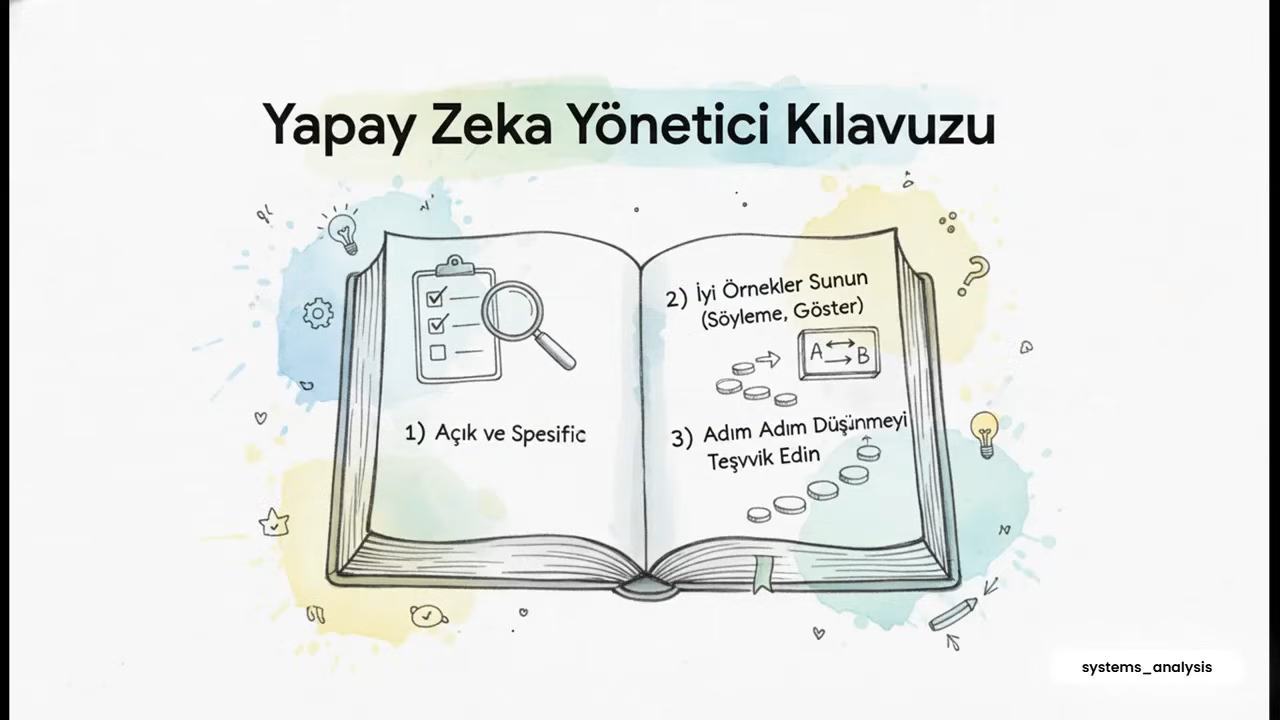 Yapay Zeka Yönetici Kılavuzu
1) Açık ve Spesific
2) İyi Örnekler Sunun
(Söyleme, Göster)
A B
3) Adım Adım Düşünmeyi
Teşvvik Edin
systems_analysis